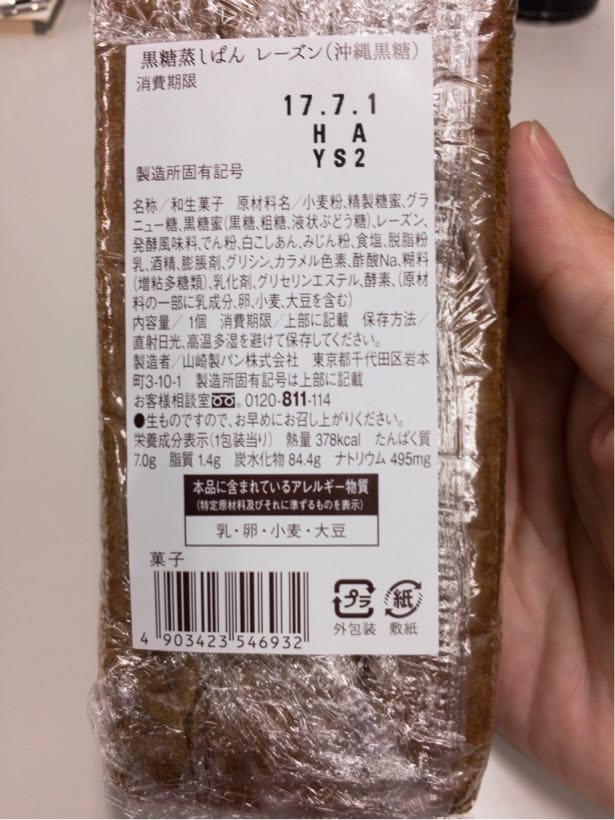 黒糖蒸しぱん レーズン(沖縄黒糖)
消費期限
17.7.1
H A
YS2
製造所固有記号
名称／和生菓子　原材料名／小麦粉､精製糖蜜､グラ
ニュー糖､黒糖蜜(黒糖､粗糖､液状ぶどう糖)､レーズン､
発酵風味料､でん粉､白こしあん､みじん粉､食塩､脱脂粉
乳､酒精､膨脹剤､グリシン､カラメル色素､酢酸Na､糊料
(増粘多糖類)､乳化剤､グリセリンエステル､酵素､(原材
料の一部に乳成分､卵､小麦､大豆を含む)
内容量／1個　消費期限／上部に記載　保存方法／
直射日光､高温多湿を避けて保存してください。
製造者／山崎製パン株式会社　東京都千代田区岩本
町3-10-1　製造所固有記号は上部に記載
お客様相談室 0120-811-114
●生ものですので､お早めにお召し上がりください。
栄養成分表示(1包装当り)　熱量 378kcal　たんぱく質
7.0g　脂質 1.4g　炭水化物 84.4g　ナトリウム 495mg
本品に含まれているアレルギー物質
(特定原材料及びそれに準ずるものを表示)
乳・卵・小麦・大豆
菓子
プラ 紙
外包装 敷紙
4 903423 546932